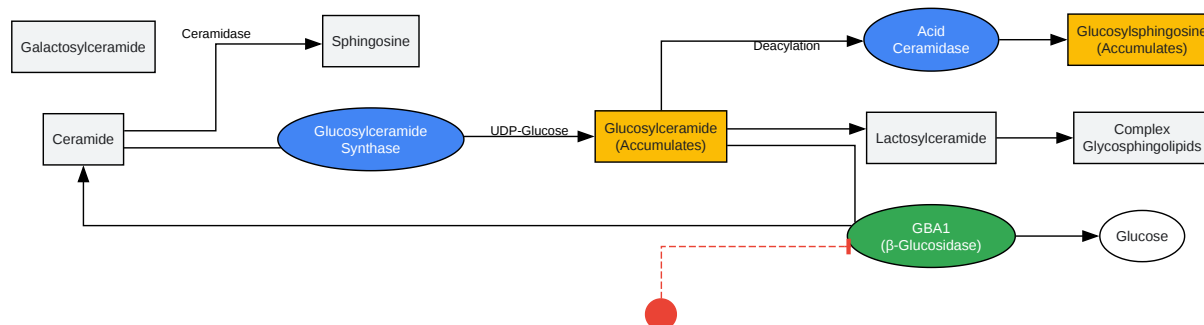 Galactosylceramide
Ceramidase
Sphingosine
Deacylation
Acid
Ceramidase
Glucosylsphingosine
(Accumulates)
Ceramide
Glucosylceramide
Synthase
UDP-Glucose
Glucosylceramide
(Accumulates)
Lactosylceramide
Complex
Glycosphingolipids
GBA1
(β-Glucosidase)
Glucose